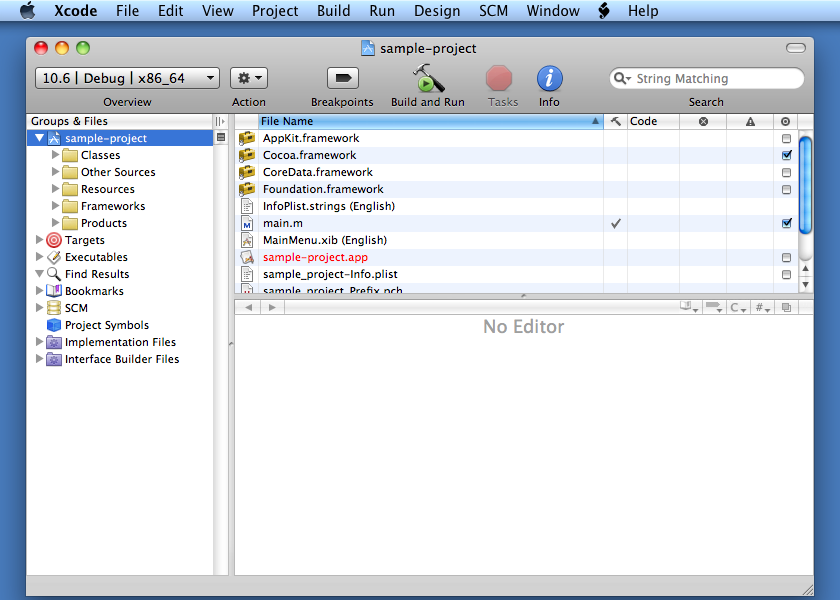 Xcode File Edit View Project Build Run Design SCM Window Help
sample-project
10.6 | Debug | x86_64
String Matching
Overview Action Breakpoints Build and Run Tasks Info Search
Groups & Files
File Name Code
sample-project
Classes
Other Sources
Resources
Frameworks
Products
Targets
Executables
Find Results
Bookmarks
SCM
Project Symbols
Implementation Files
Interface Builder Files
AppKit.framework
Cocoa.framework
CoreData.framework
Foundation.framework
InfoPlist.strings (English)
main.m
MainMenu.xib (English)
sample-project.app
sample_project-Info.plist
sample_project_Prefix.pch
C #
No Editor